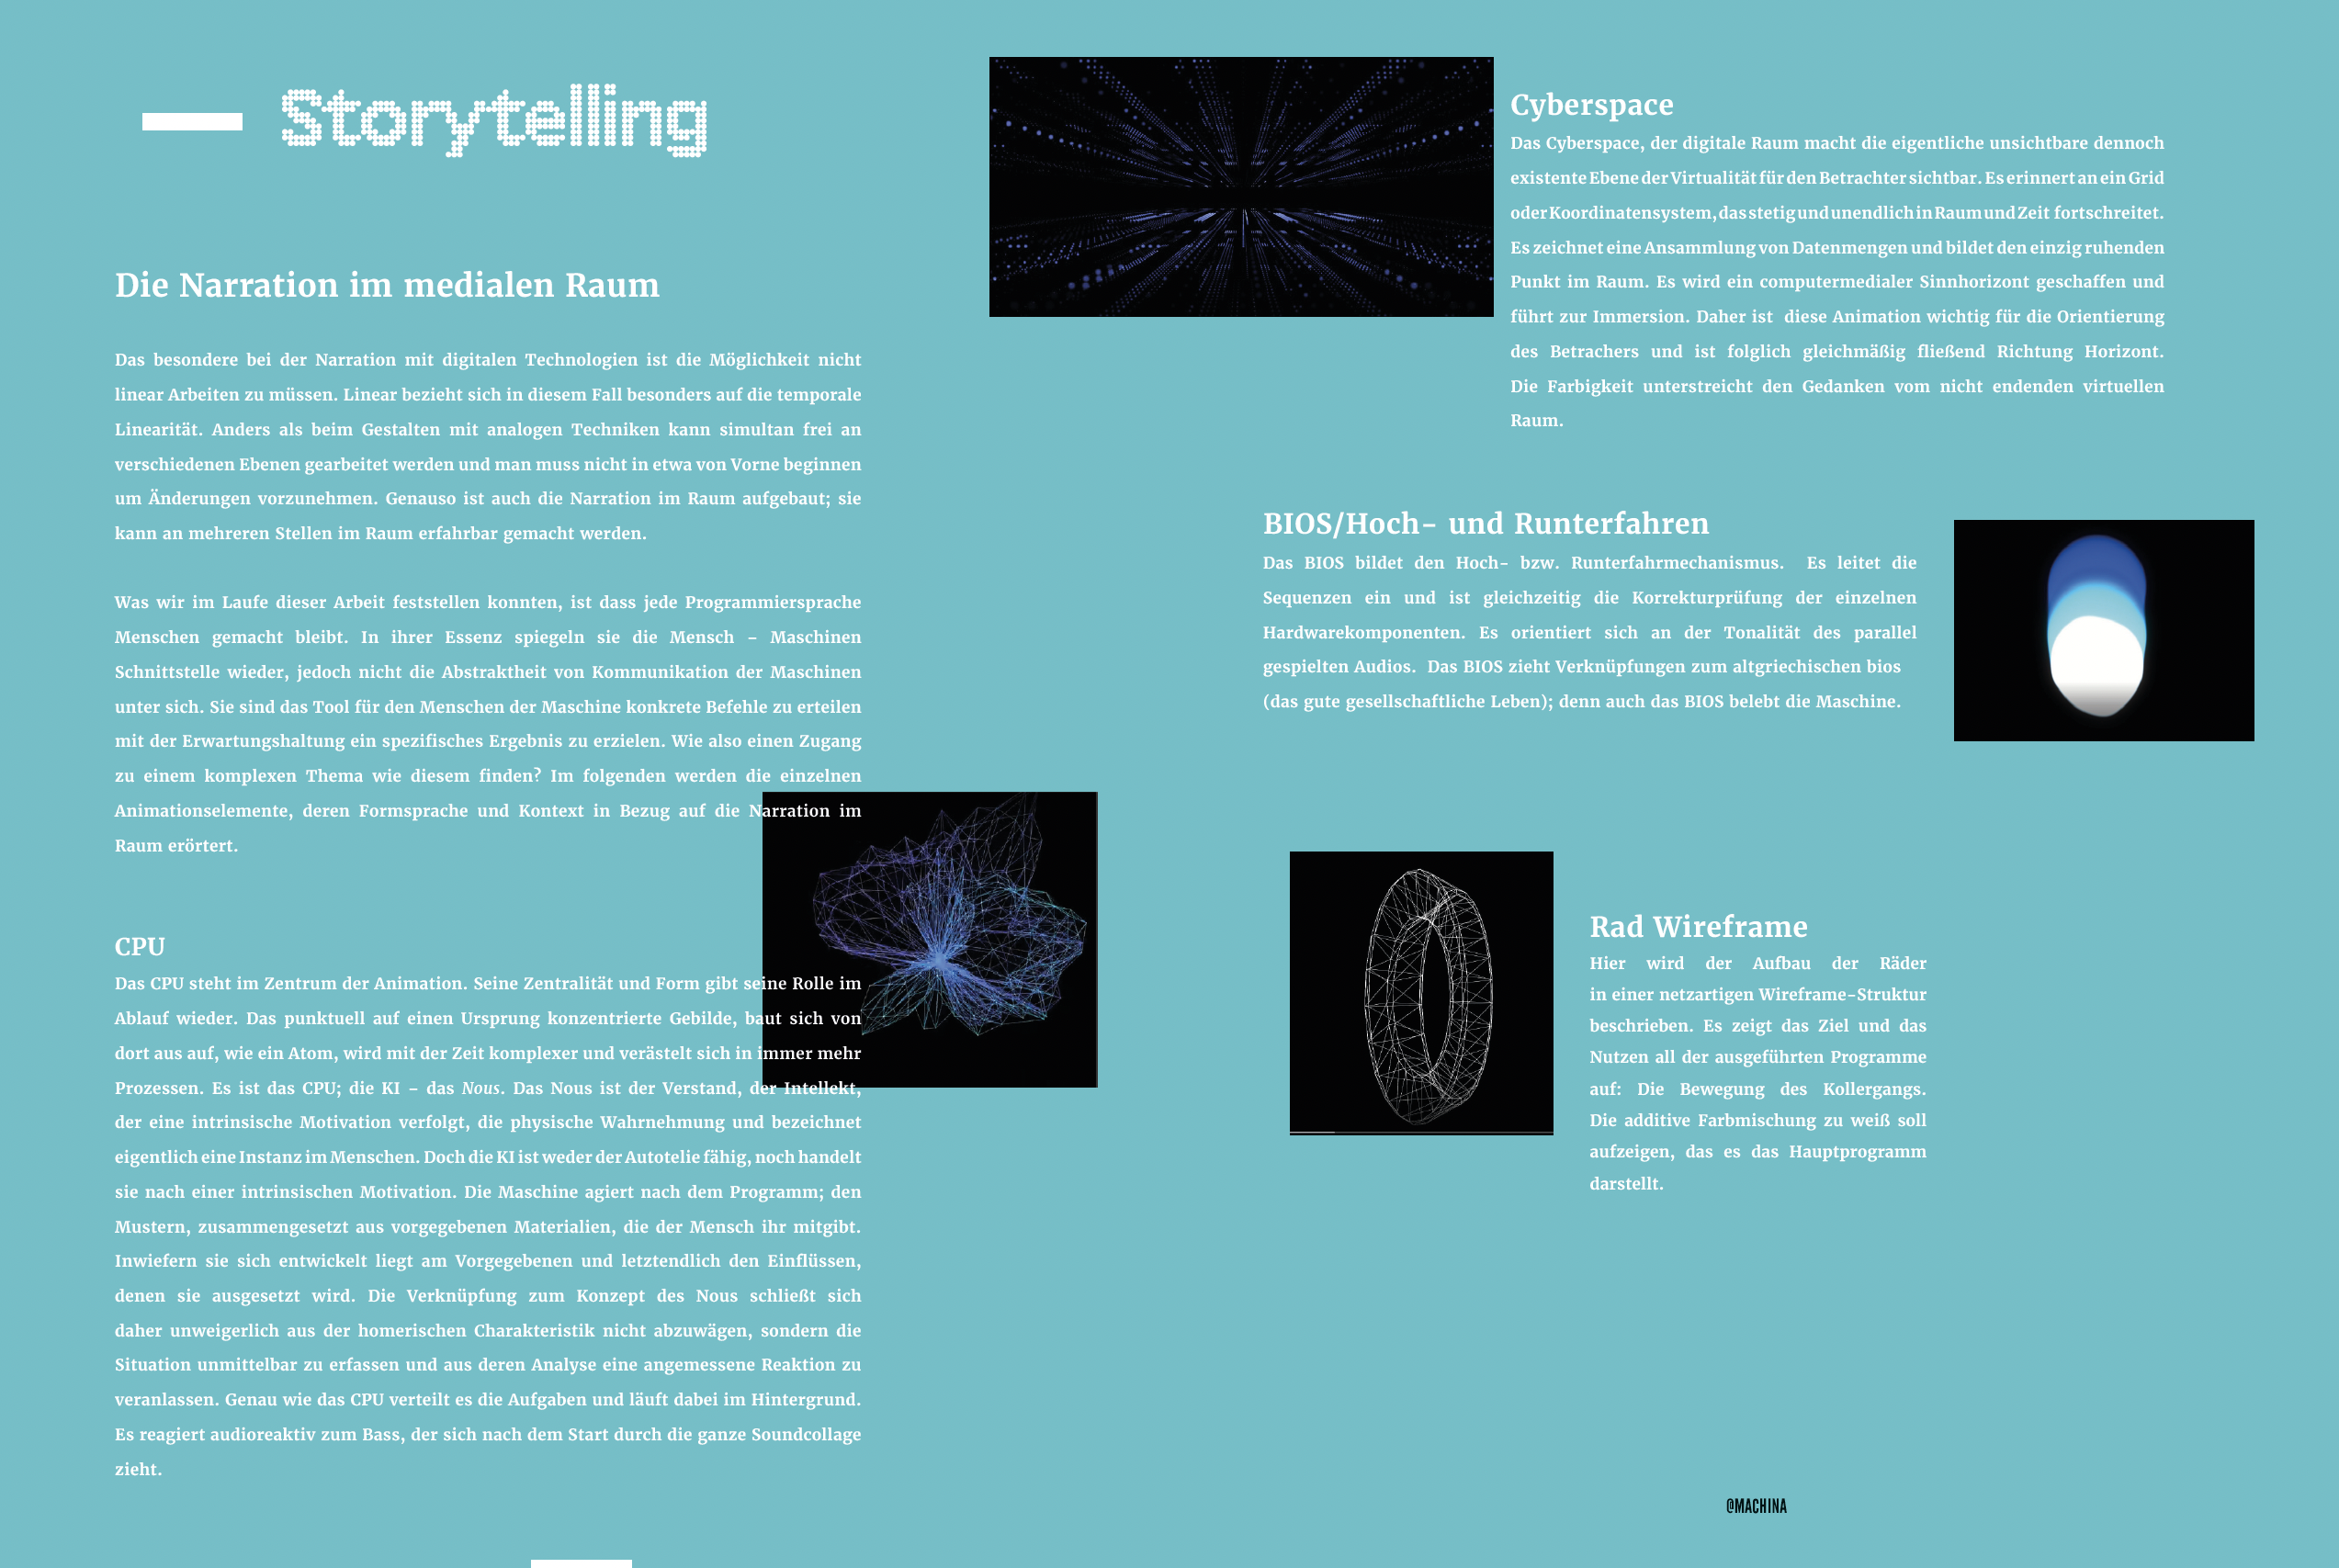 Storytelling
Die Narration im medialen Raum
Das besondere bei der Narration mit digitalen Technologien ist die Möglichkeit nicht
linear Arbeiten zu müssen. Linear bezieht sich in diesem Fall besonders auf die temporale
Linearität. Anders als beim Gestalten mit analogen Techniken kann simultan frei an
verschiedenen Ebenen gearbeitet werden und man muss nicht in etwa von Vorne beginnen
um Änderungen vorzunehmen. Genauso ist auch die Narration im Raum aufgebaut; sie
kann an mehreren Stellen im Raum erfahrbar gemacht werden.
Was wir im Laufe dieser Arbeit feststellen konnten, ist dass jede Programmiersprache
Menschen gemacht bleibt. In ihrer Essenz spiegeln sie die Mensch – Maschinen
Schnittstelle wieder, jedoch nicht die Abstraktheit von Kommunikation der Maschinen
unter sich. Sie sind das Tool für den Menschen der Maschine konkrete Befehle zu erteilen
mit der Erwartungshaltung ein spezifisches Ergebnis zu erzielen. Wie also einen Zugang
zu einem komplexen Thema wie diesem finden? Im folgenden werden die einzelnen
Animationselemente, deren Formsprache und Kontext in Bezug auf die Narration im
Raum erörtert.
CPU
Das CPU steht im Zentrum der Animation. Seine Zentralität und Form gibt seine Rolle im
Ablauf wieder. Das punktuell auf einen Ursprung konzentrierte Gebilde, baut sich von
dort aus auf, wie ein Atom, wird mit der Zeit komplexer und verästelt sich in immer mehr
Prozessen. Es ist das CPU; die KI – das Nous. Das Nous ist der Verstand, der Intellekt,
der eine intrinsische Motivation verfolgt, die physische Wahrnehmung und bezeichnet
eigentlich eine Instanz im Menschen. Doch die KI ist weder der Autotelie fähig, noch handelt
sie nach einer intrinsischen Motivation. Die Maschine agiert nach dem Programm; den
Mustern, zusammengesetzt aus vorgegebenen Materialien, die der Mensch ihr mitgibt.
Inwiefern sie sich entwickelt liegt am Vorgegebenen und letztendlich den Einflüssen,
denen sie ausgesetzt wird. Die Verknüpfung zum Konzept des Nous schließt sich
daher unweigerlich aus der homerischen Charakteristik nicht abzuwägen, sondern die
Situation unmittelbar zu erfassen und aus deren Analyse eine angemessene Reaktion zu
veranlassen. Genau wie das CPU verteilt es die Aufgaben und läuft dabei im Hintergrund.
Es reagiert audioreaktiv zum Bass, der sich nach dem Start durch die ganze Soundcollage
zieht.
Cyberspace
Das Cyberspace, der digitale Raum macht die eigentliche unsichtbare dennoch
existente Ebene der Virtualität für den Betrachter sichtbar. Es erinnert an ein Grid
oder Koordinatensystem, das stetig und unendlich in Raum und Zeit fortschreitet.
Es zeichnet eine Ansammlung von Datenmengen und bildet den einzig ruhenden
Punkt im Raum. Es wird ein computermedialer Sinnhorizont geschaffen und
führt zur Immersion. Daher ist diese Animation wichtig für die Orientierung
des Betrachers und ist folglich gleichmäßig fließend Richtung Horizont.
Die Farbigkeit unterstreicht den Gedanken vom nicht endenden virtuellen
Raum.
BIOS/Hoch- und Runterfahren
Das BIOS bildet den Hoch- bzw. Runterfahrmechanismus. Es leitet die
Sequenzen ein und ist gleichzeitig die Korrekturprüfung der einzelnen
Hardwarekomponenten. Es orientiert sich an der Tonalität des parallel
gespielten Audios. Das BIOS zieht Verknüpfungen zum altgriechischen bios
(das gute gesellschaftliche Leben); denn auch das BIOS belebt die Maschine.
Rad Wireframe
Hier wird der Aufbau der Räder
in einer netzartigen Wireframe-Struktur
beschrieben. Es zeigt das Ziel und das
Nutzen all der ausgeführten Programme
auf: Die Bewegung des Kollergangs.
Die additive Farbmischung zu weiß soll
aufzeigen, das es das Hauptprogramm
darstellt.
@MACHINA